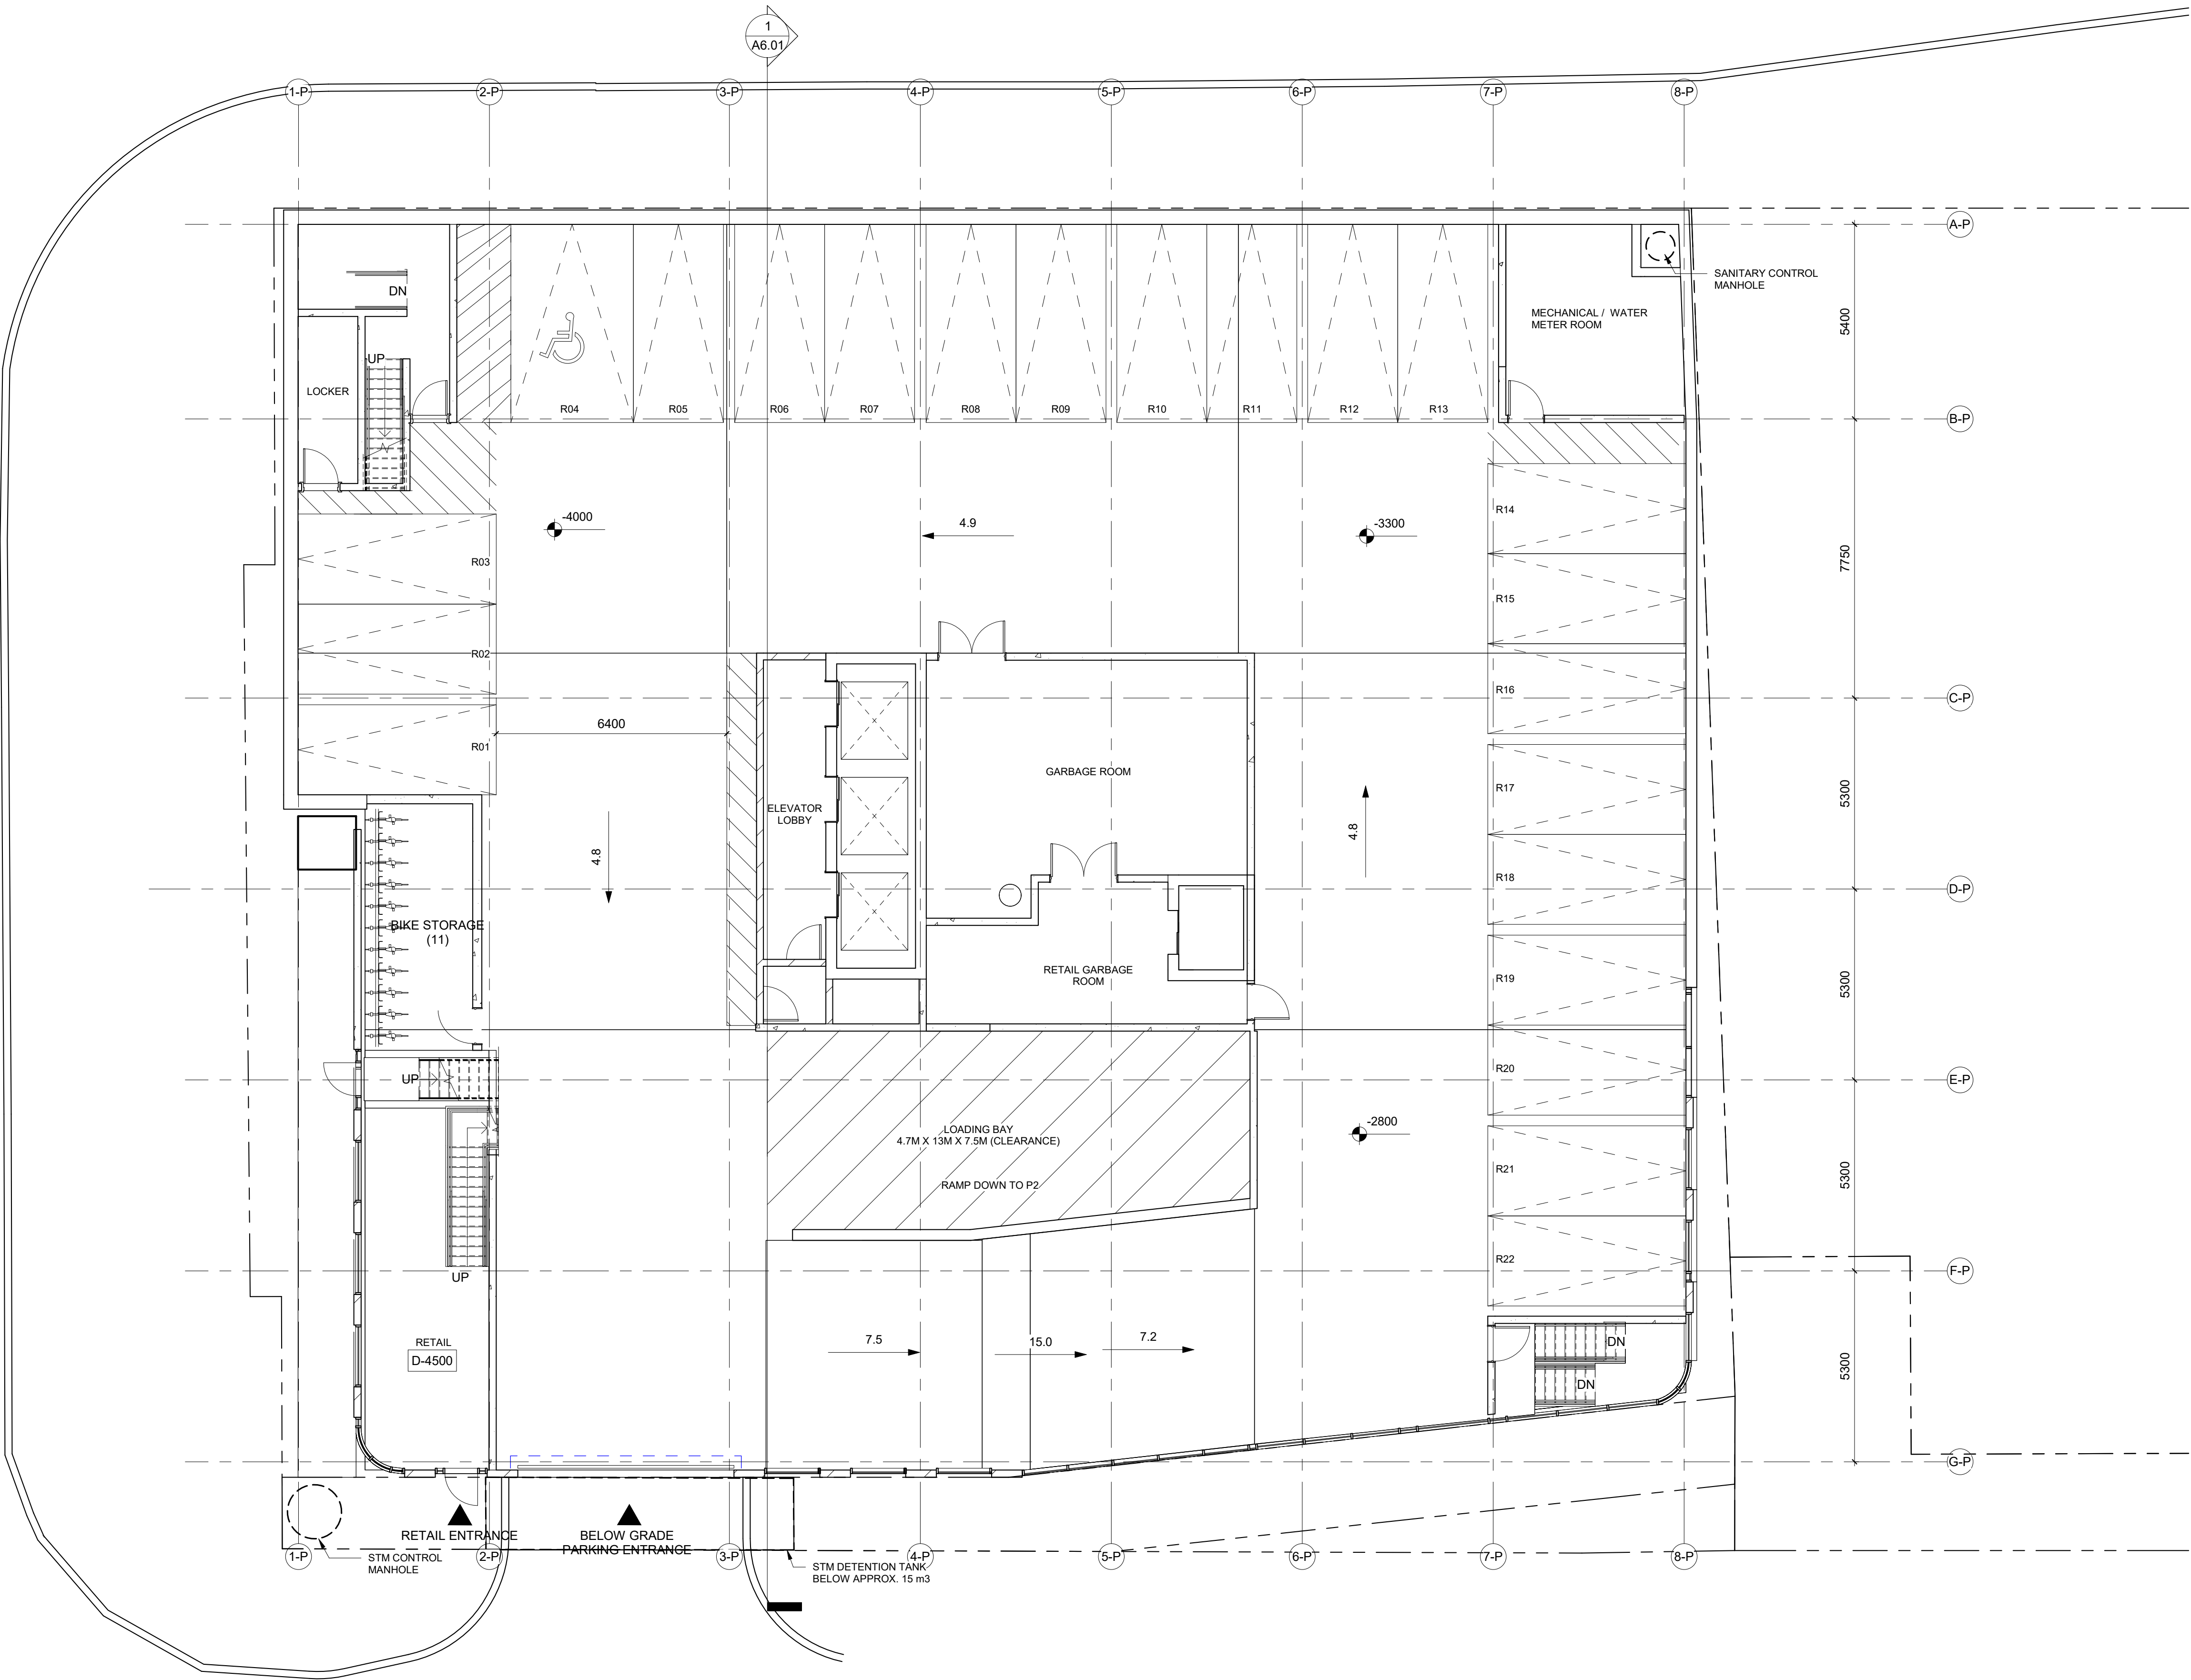 1
A6.01
1-P
2-P
3-P
4-P
5-P
6-P
7-P
8-P
A-P
SANITARY CONTROL
MANHOLE
DN
MECHANICAL / WATER
METER ROOM
5400
UP
LOCKER
R04
R05
R06
R07
R08
R09
R10
R11
R12
R13
B-P
-4000
4.9
-3300
R14
R03
7750
R15
R02
R16
C-P
6400
R01
GARBAGE ROOM
R17
5300
ELEVATOR
LOBBY
4.8
4.8
R18
D-P
BIKE STORAGE
(11)
RETAIL GARBAGE
ROOM
R19
5300
R20
UP
E-P
LOADING BAY
4.7M X 13M X 7.5M (CLEARANCE)
-2800
RAMP DOWN TO P2
R21
5300
R22
UP
F-P
RETAIL
D-4500
7.5
15.0
7.2
DN
DN
5300
G-P
RETAIL ENTRANCE
BELOW GRADE
PARKING ENTRANCE
1-P
2-P
3-P
4-P
5-P
6-P
7-P
8-P
STM CONTROL
MANHOLE
STM DETENTION TANK
BELOW APPROX. 15 m3